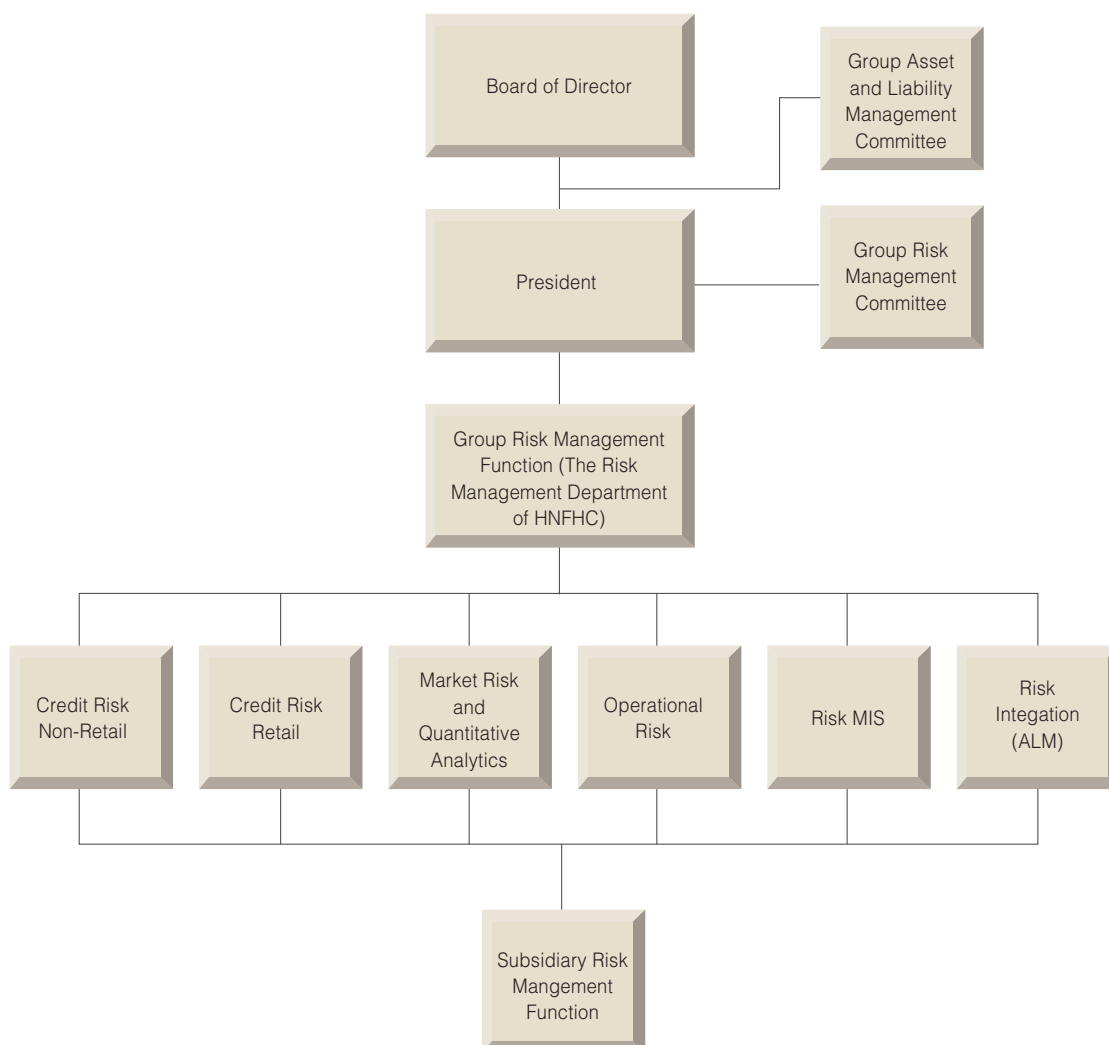 Board of Director
Group Asset
and Liability
Management
Committee
President
Group Risk
Management
Committee
Group Risk Management
Function (The Risk
Management Department
of HNFHC)
Credit Risk
Non-Retail
Credit Risk
Retail
Market Risk
and
Quantitative
Analytics
Operational
Risk
Risk MIS
Risk
Integation
(ALM)
Subsidiary Risk
Mangement
Function